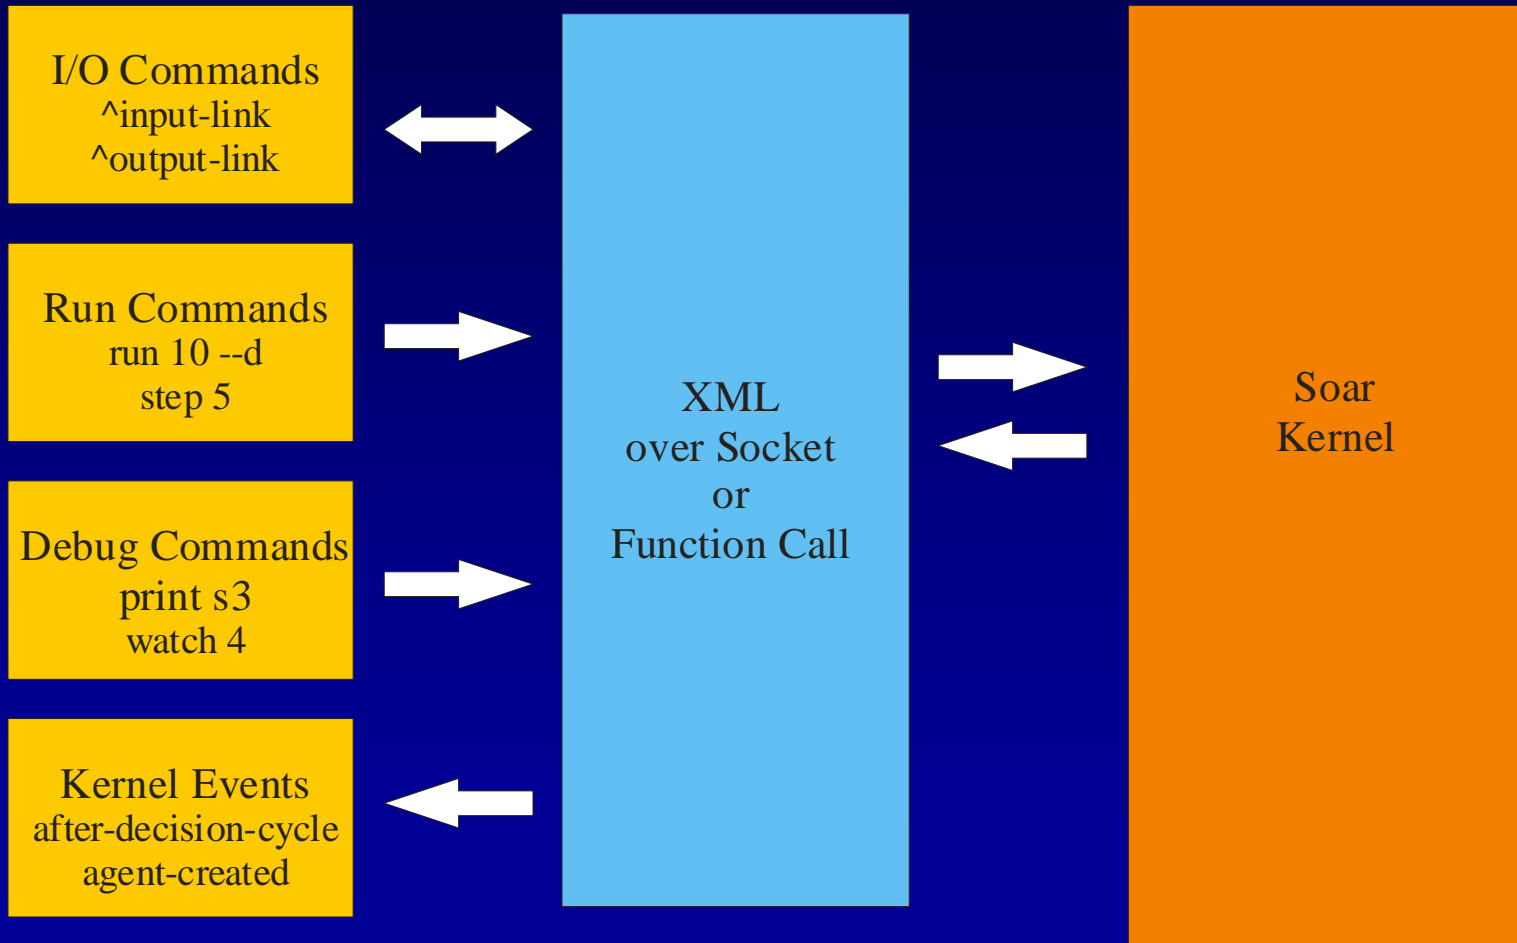 I/O Commands
^input-link
^output-link
Run Commands
run 10 --d
step 5
Debug Commands
print s3
watch 4
Kernel Events
after-decision-cycle
agent-created
XML
over Socket
or
Function Call
Soar
Kernel